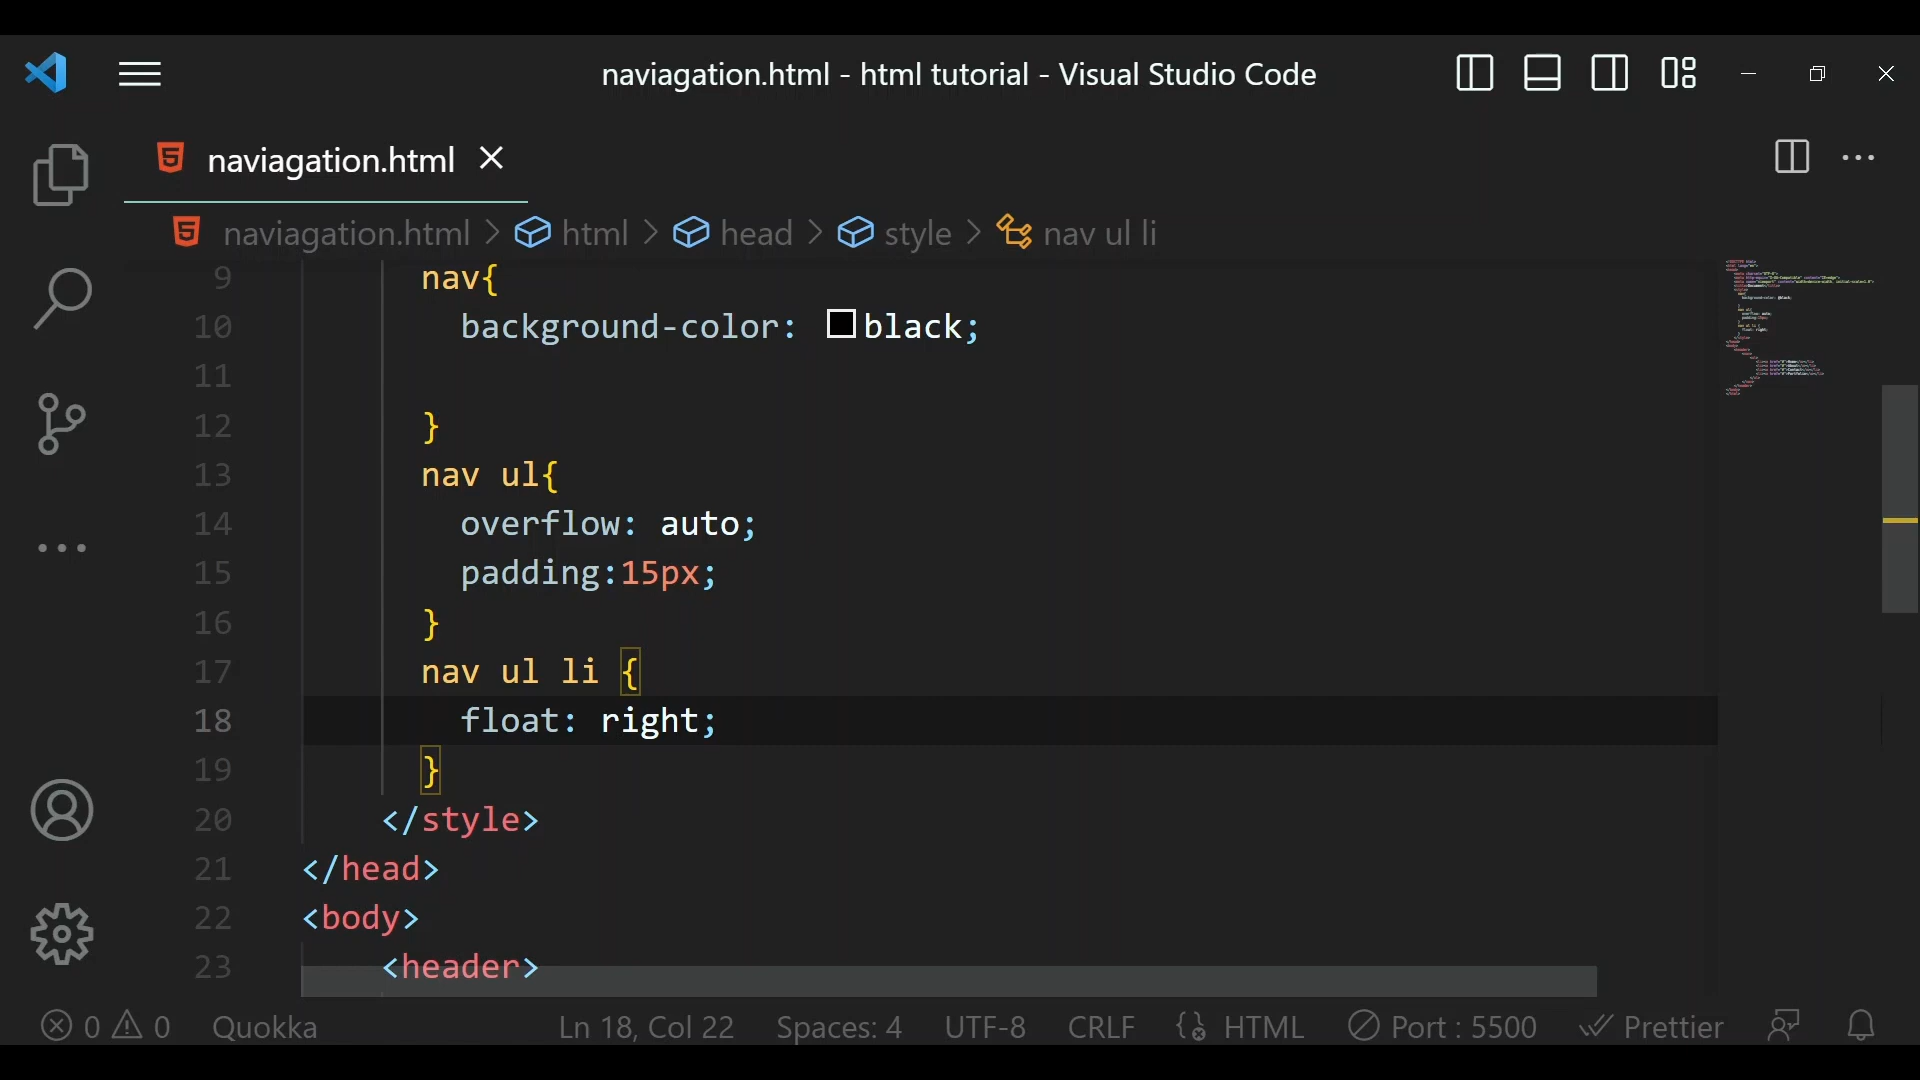 naviagation.html - html tutorial - Visual Studio Code
naviagation.html
naviagation.html > html > head > style > nav ul li
9 nav{
10 background-color: black;
11
12 }
13 nav ul{
14 overflow: auto;
15 padding:15px;
16 }
17 nav ul li {
18 float: right;
19 }
20 </style>
21 </head>
22 <body>
23 <header>
0 0 Quokka Ln 18, Col 22 Spaces: 4 UTF-8 CRLF HTML Port : 5500 Prettier